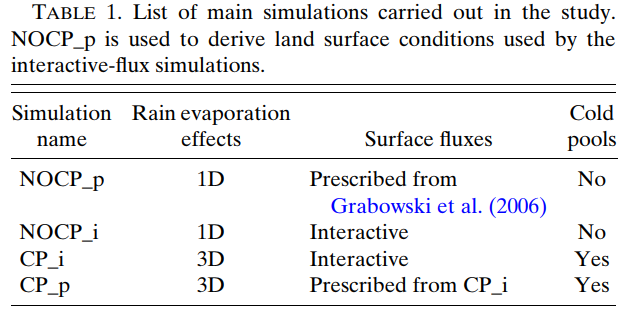 TABLE 1. List of main simulations carried out in the study.
NOCP_p is used to derive land surface conditions used by the
interactive-flux simulations.
Simulation name Rain evaporation effects Surface fluxes Cold pools
NOCP_p 1D Prescribed from Grabowski et al. (2006) No
NOCP_i 1D Interactive No
CP_i 3D Interactive Yes
CP_p 3D Prescribed from CP_i Yes